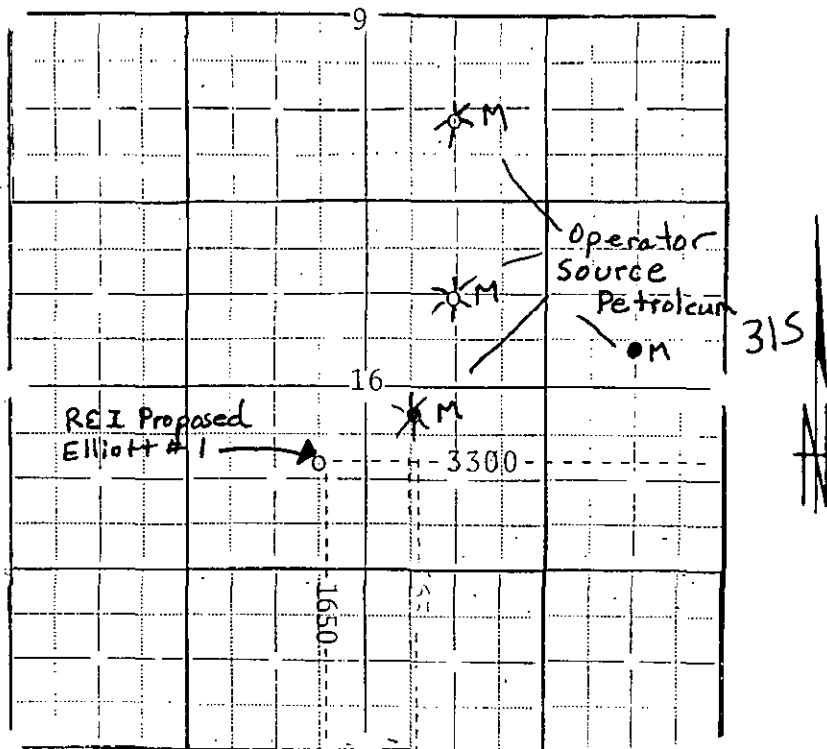 9
M
Operator
Source
Petroleum
M
M
31S
16
M
REI Proposed
Elliott #1
3300
1650